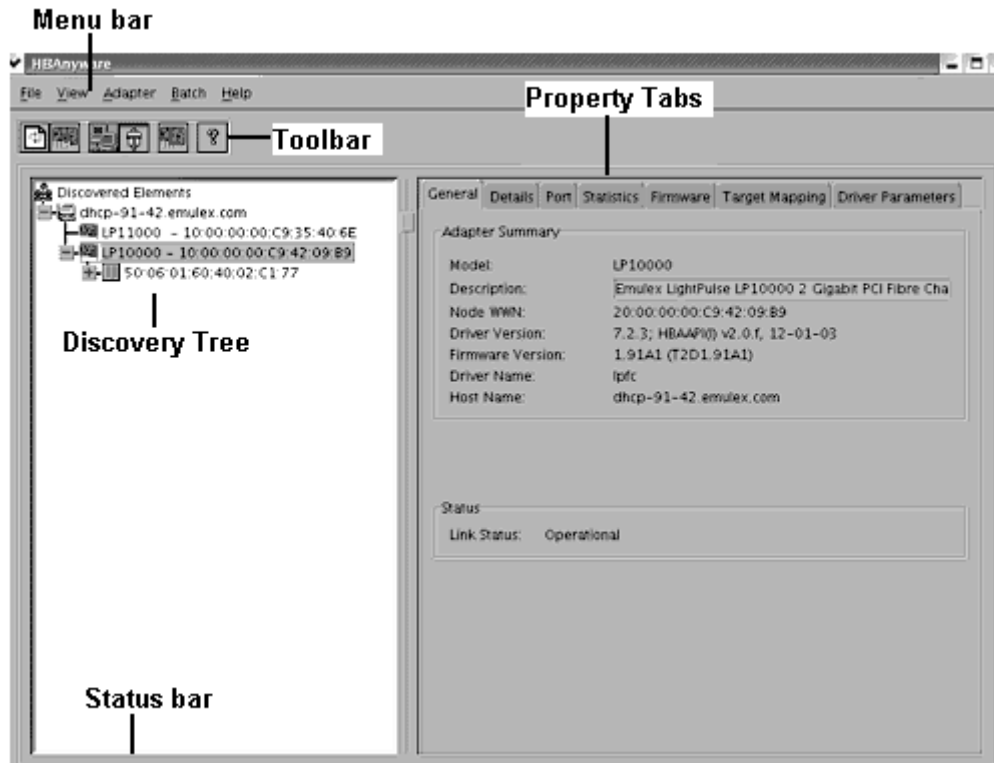 Menu bar
HBAnyware
File View Adapter Batch Help
Property Tabs
Toolbar
Discovered Elements
dhcp-91-42.emulex.com
LP11000 - 10:00:00:00:C9:35:40:6E
LP10000 - 10:00:00:00:C9:42:09:B9
50:06:01:60:40:02:C1:77
Discovery Tree
Status bar
General Details Port Statistics Firmware Target Mapping Driver Parameters
Adapter Summary
Model: LP10000
Description: Emulex LightPulse LP10000 2 Gigabit PCI Fibre Cha
Node WWN: 20:00:00:00:C9:42:09:B9
Driver Version: 7.2.3; HBAAPI(I) v2.0.f, 12-01-03
Firmware Version: 1.91A1 (T2D1.91A1)
Driver Name: lpfc
Host Name: dhcp-91-42.emulex.com
Status
Link Status: Operational